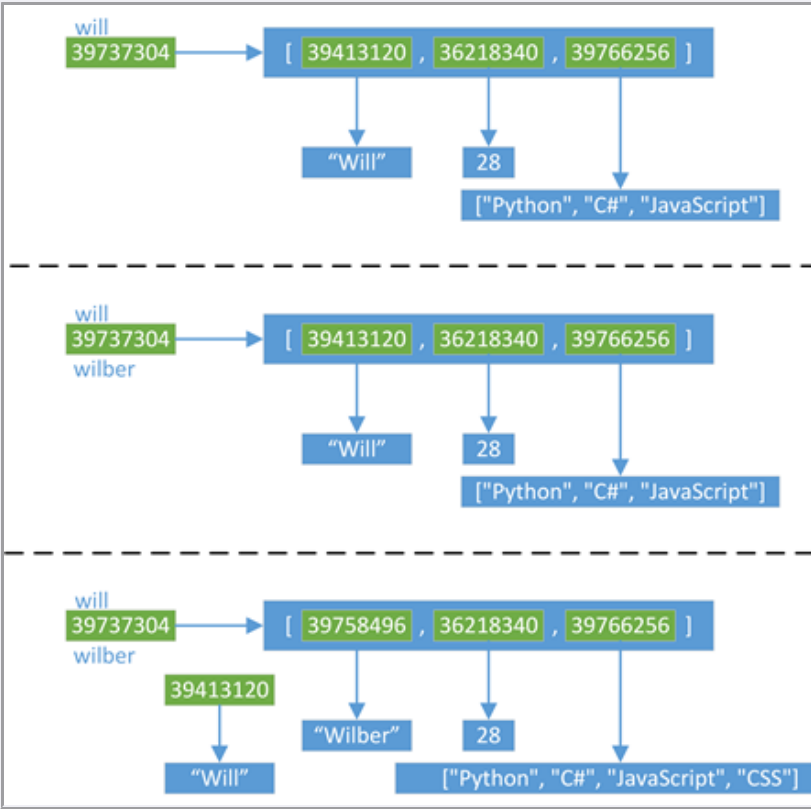 will
39737304 [ 39413120 , 36218340 , 39766256 ]
“Will” 28
["Python", "C#", "JavaScript"]
will
39737304 [ 39413120 , 36218340 , 39766256 ]
wilber
“Will” 28
["Python", "C#", "JavaScript"]
will
39737304 [ 39758496 , 36218340 , 39766256 ]
wilber
39413120
“Wilber” 28
“Will” ["Python", "C#", "JavaScript", "CSS"]